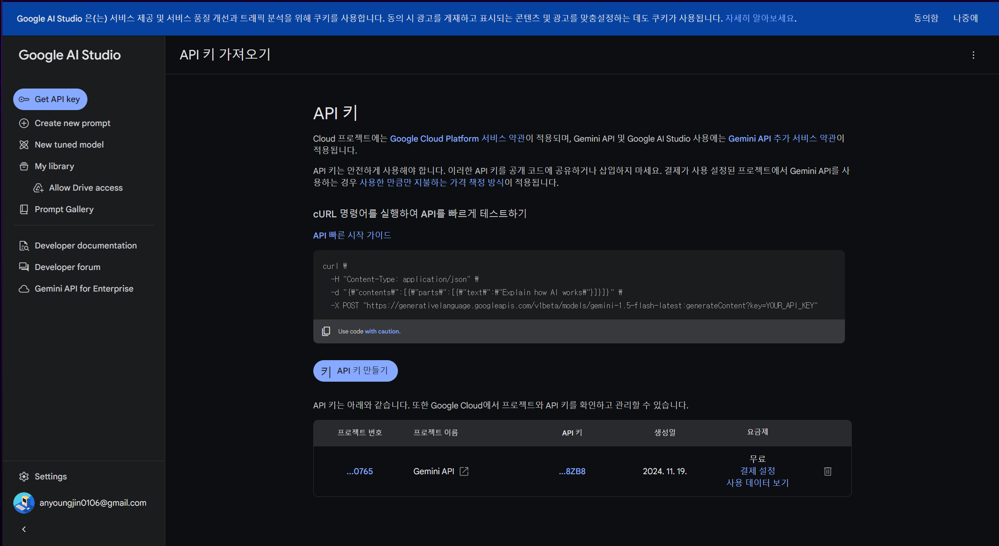 Google AI Studio 은(는) 서비스 제공 및 서비스 품질 개선과 트래픽 분석을 위해 쿠키를 사용합니다. 동의 시 광고를 게재하고 표시되는 콘텐츠 및 광고를 맞춤설정하는 데도 쿠키가 사용됩니다. 자세히 알아보세요.
동의함
나중에
Google AI Studio
Get API key
Create new prompt
New tuned model
My library
Allow Drive access
Prompt Gallery
Developer documentation
Developer forum
Gemini API for Enterprise
Settings
anyoungjin0106@gmail.com
API 키 가져오기
API 키
Cloud 프로젝트에는 Google Cloud Platform 서비스 약관이 적용되며, Gemini API 및 Google AI Studio 사용에는 Gemini API 추가 서비스 약관이
적용됩니다.
API 키는 안전하게 사용해야 합니다. 이러한 API 키를 공개 코드에 공유하거나 삽입하지 마세요. 결제가 사용 설정된 프로젝트에서 Gemini API를 사
용하는 경우 사용한 만큼만 지불하는 가격 책정 방식이 적용됩니다.
cURL 명령어를 실행하여 API를 빠르게 테스트하기
API 빠른 시작 가이드
curl ₩
-H "Content-Type: application/json" ₩
-d "{₩"contents₩":[{₩"parts₩":[{₩"text₩":₩"Explain how AI works₩"}]}]}" ₩
-X POST "https://generativelanguage.googleapis.com/v1beta/models/gemini-1.5-flash-latest:generateContent?key=YOUR_API_KEY"
Use code with caution.
키 API 키 만들기
API 키는 아래와 같습니다. 또한 Google Cloud에서 프로젝트와 API 키를 확인하고 관리할 수 있습니다.
프로젝트 번호 프로젝트 이름 API 키 생성일 요금제
...0765 Gemini API ...8ZB8 2024. 11. 19. 무료
결제 설정
사용 데이터 보기